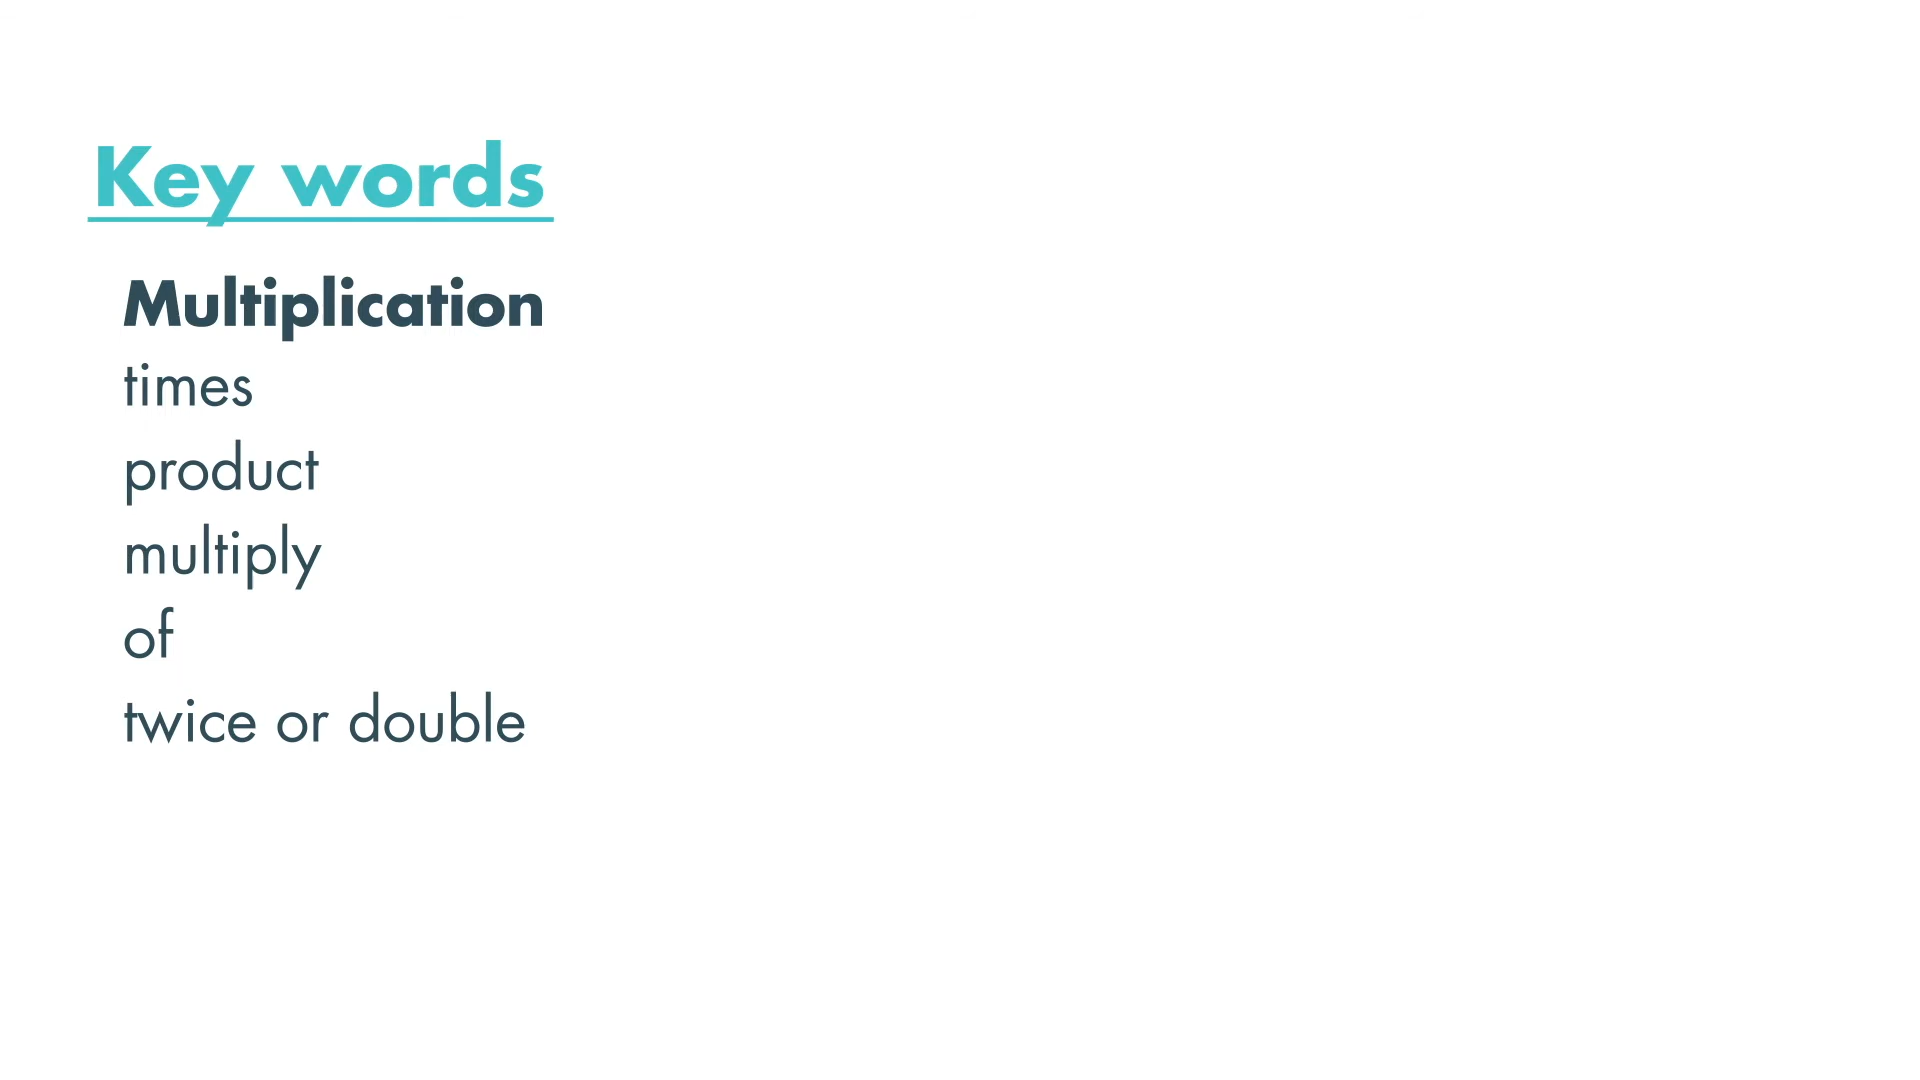 Key words
Multiplication
times
product
multiply
of
twice or double